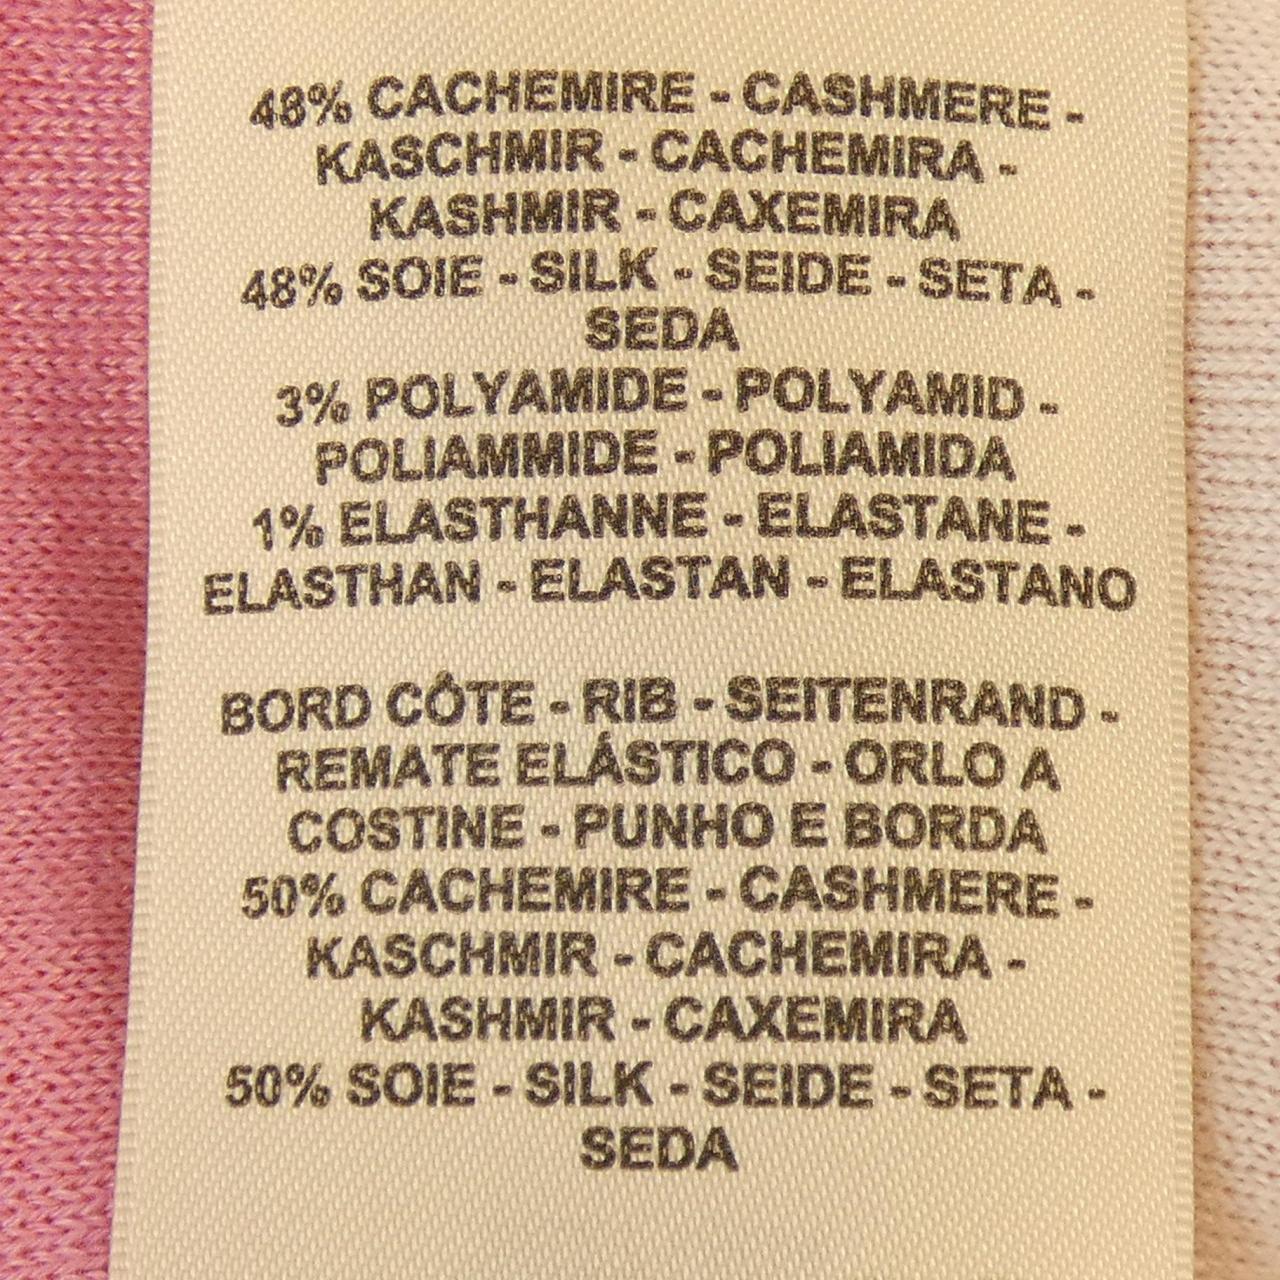 48% CACHEMIRE - CASHMERE -
KASCHMIR - CACHEMIRA -
KASHMIR - CAXEMIRA
48% SOIE - SILK - SEIDE - SETA -
SEDA
3% POLYAMIDE - POLYAMID -
POLIAMMIDE - POLIAMIDA
1% ELASTHANNE - ELASTANE -
ELASTHAN - ELASTAN - ELASTANO
BORD CÔTE - RIB - SEITENRAND -
REMATE ELÁSTICO - ORLO A
COSTINE - PUNHO E BORDA
50% CACHEMIRE - CASHMERE -
KASCHMIR - CACHEMIRA -
KASHMIR - CAXEMIRA
50% SOIE - SILK - SEIDE - SETA -
SEDA